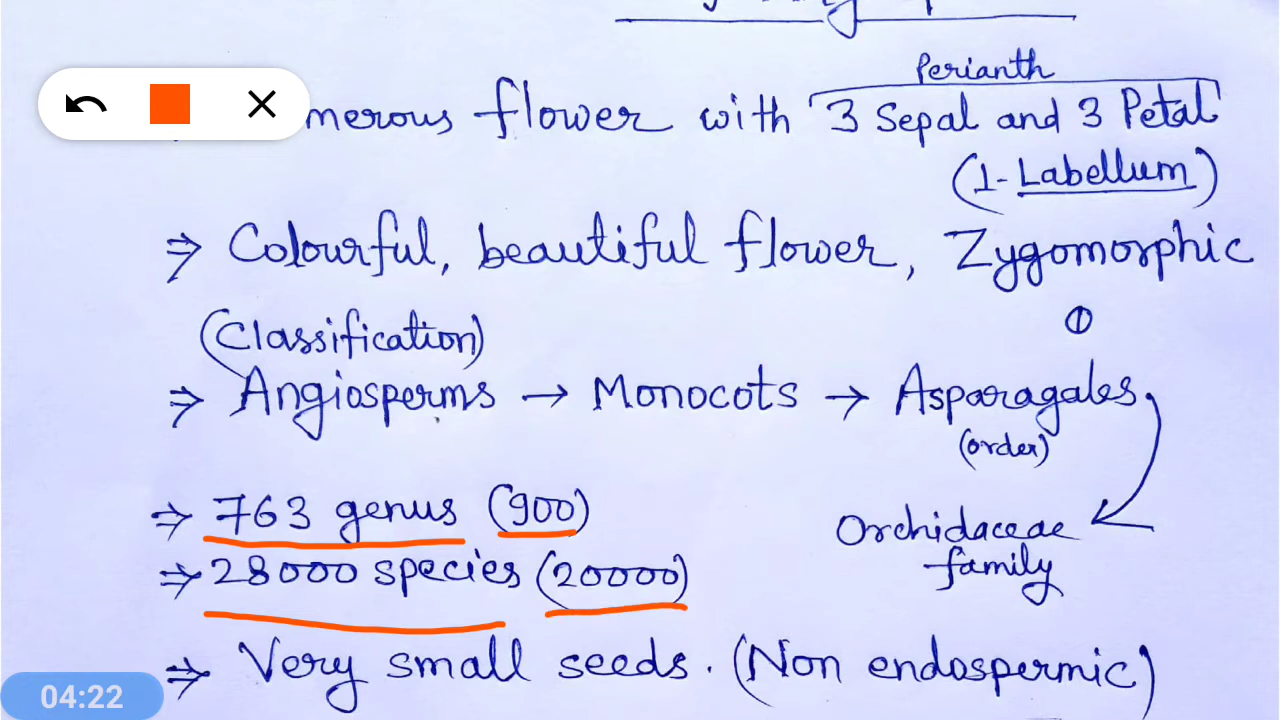 Perianth
merous flower with 3 Sepal and 3 Petal
(1-Labellum)
⇒ Colourful, beautiful flower, Zygomorphic
(Classification) ①
⇒ Angiosperms → Monocots → Asparagales
(order)
⇒ 763 genus (900)
Orchidaceae
family
⇒ 28000 species (20000)
⇒ Very small seeds. (Non endospermic)
04:22